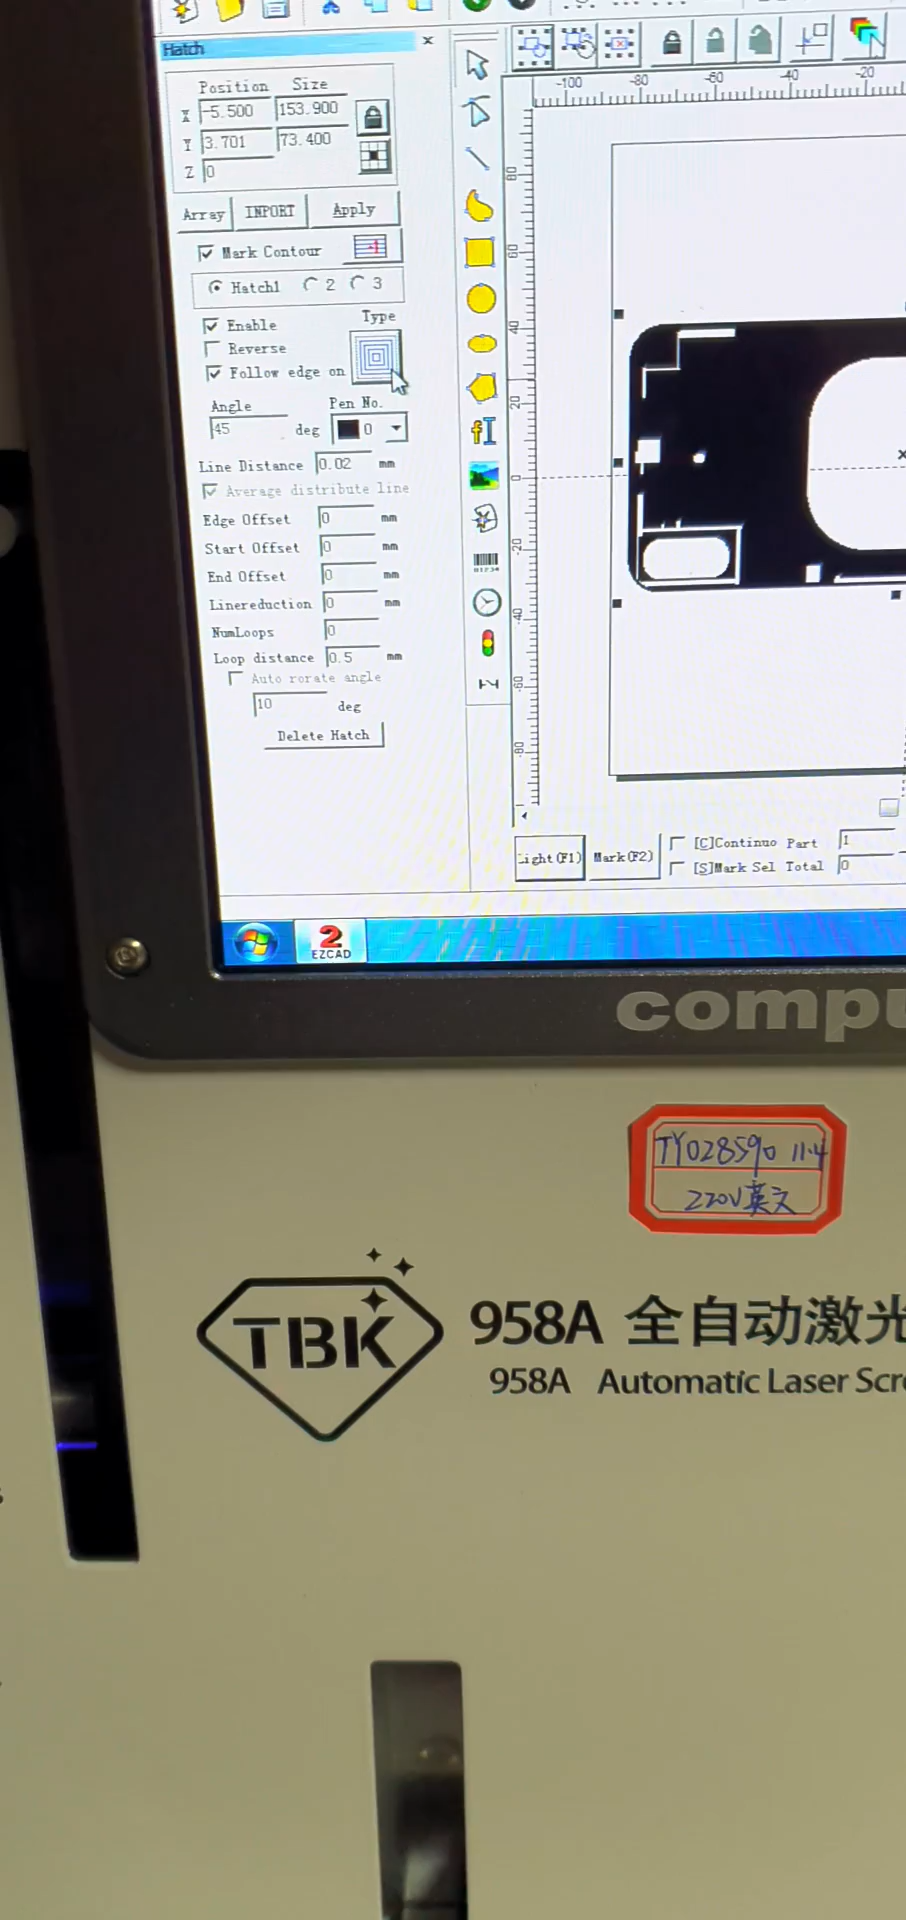 Hatch
Position Size
X -5.500 153.900
Y 3.701 73.400
Z 0
Array INPORT Apply
Mark Contour
Hatch1 2 3
Enable Type
Reverse
Follow edge on
Angle Pen No.
45 deg 0
Line Distance 0.02 mm
Average distribute line
Edge Offset 0 mm
Start Offset 0 mm
End Offset 0 mm
Linereduction 0 mm
NumLoops 0
Loop distance 0.5 mm
Auto rorate angle
10 deg
Delete Hatch
-100 -80 -60 -40 -20
80
60
40
20
0
-20
-40
-60
-80
Light(F1) Mark(F2) [C]Continuo Part 1
[S]Mark Sel Total 0
2
EZCAD
compu
TY028590 11.4
220V英文
TBK
958A 全自动激光
958A Automatic Laser Scre